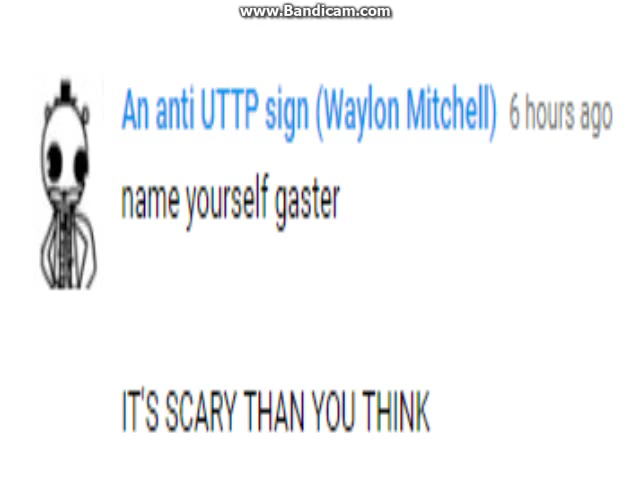 www.Bandicam.com
An anti UTTP sign (Waylon Mitchell) 6 hours ago
name yourself gaster
IT'S SCARY THAN YOU THINK